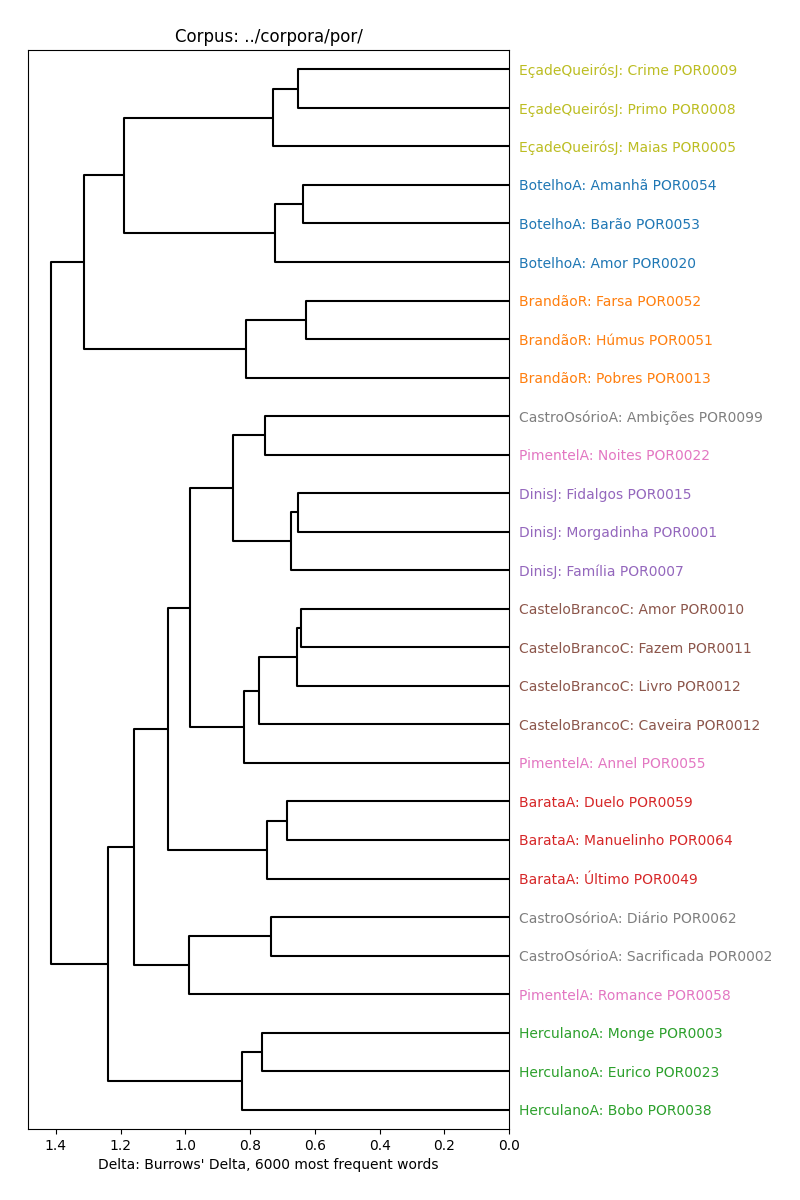 Corpus: ../corpora/por/
EçadeQueirósJ: Crime POR0009
EçadeQueirósJ: Primo POR0008
EçadeQueirósJ: Maias POR0005
BotelhoA: Amanhã POR0054
BotelhoA: Barão POR0053
BotelhoA: Amor POR0020
BrandãoR: Farsa POR0052
BrandãoR: Húmus POR0051
BrandãoR: Pobres POR0013
CastroOsórioA: Ambições POR0099
PimentelA: Noites POR0022
DinisJ: Fidalgos POR0015
DinisJ: Morgadinha POR0001
DinisJ: Família POR0007
CasteloBrancoC: Amor POR0010
CasteloBrancoC: Fazem POR0011
CasteloBrancoC: Livro POR0012
CasteloBrancoC: Caveira POR0012
PimentelA: Annel POR0055
BarataA: Duelo POR0059
BarataA: Manuelinho POR0064
BarataA: Último POR0049
CastroOsórioA: Diário POR0062
CastroOsórioA: Sacrificada POR0002
PimentelA: Romance POR0058
HerculanoA: Monge POR0003
HerculanoA: Eurico POR0023
HerculanoA: Bobo POR0038
1.4 1.2 1.0 0.8 0.6 0.4 0.2 0.0
Delta: Burrows' Delta, 6000 most frequent words